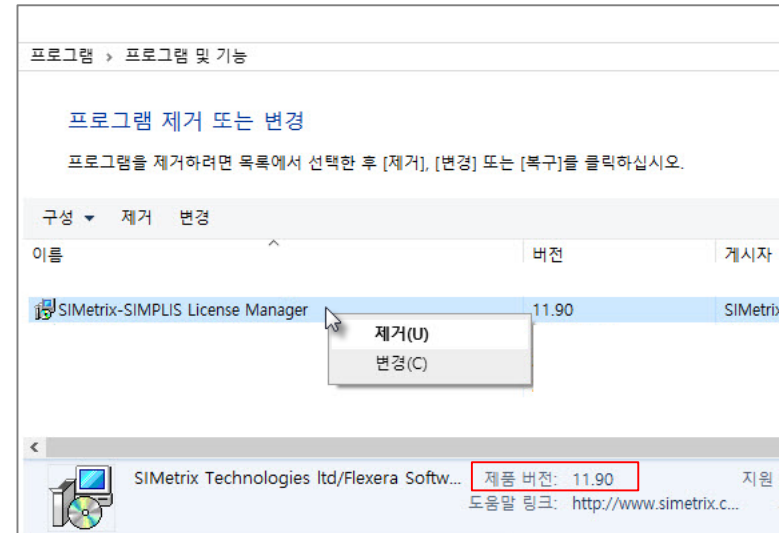 프로그램 > 프로그램 및 기능
프로그램 제거 또는 변경
프로그램을 제거하려면 목록에서 선택한 후 [제거], [변경] 또는 [복구]를 클릭하십시오.
구성 제거 변경
이름 버전 게시자
SIMetrix-SIMPLIS License Manager 11.90 SIMetrix
제거(U)
변경(C)
SIMetrix Technologies ltd/Flexera Softw... 제품 버전: 11.90 지원
도움말 링크: http://www.simetrix.c...